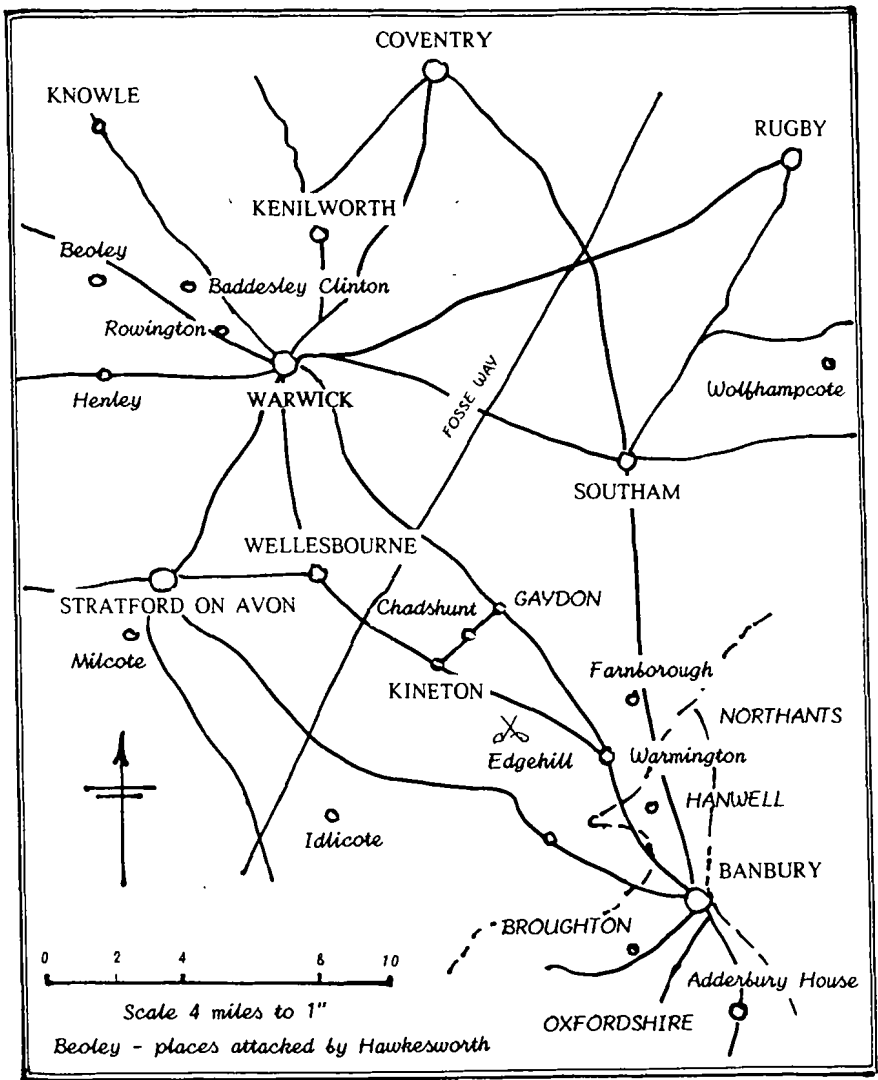 COVENTRY
KNOWLE
RUGBY
KENILWORTH
Beoley
Baddesley Clinton
Rowington
Henley
WARWICK
FOSSE WAY
Wolfhampcote
SOUTHAM
WELLESBOURNE
STRATFORD ON AVON
Chadshunt
GAYDON
Milcote
KINETON
Farnborough
NORTHANTS
Edgehill
Warmington
HANWELL
Idlicote
BANBURY
BROUGHTON
Adderbury House
OXFORDSHIRE
0 2 4 8 10
Scale 4 miles to 1"
Beoley - places attacked by Hawkesworth